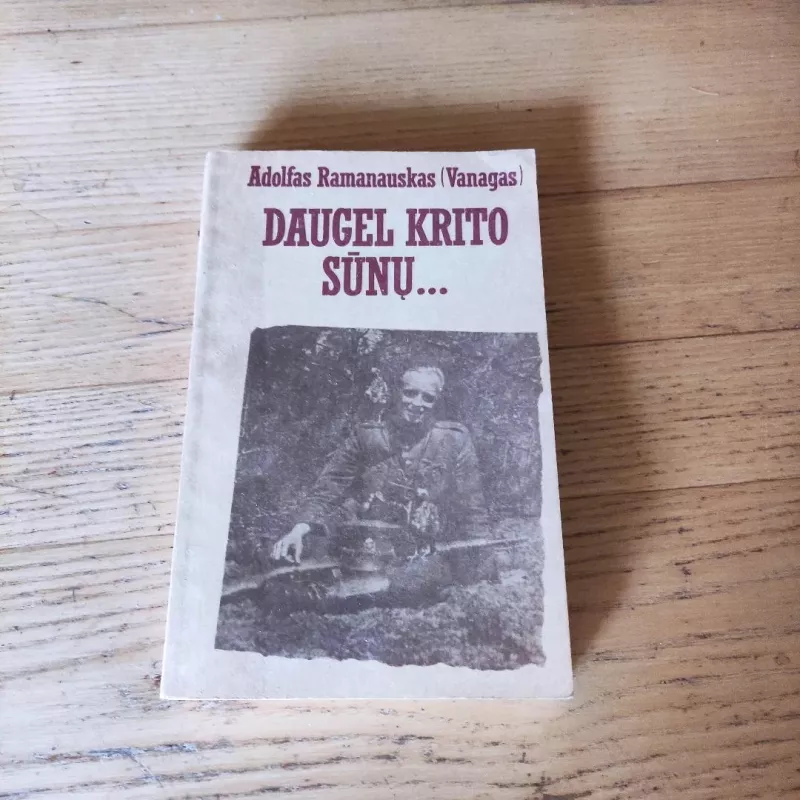 Adolfas Ramanauskas (Vanagas)
DAUGEL KRITO
SŪNŲ...